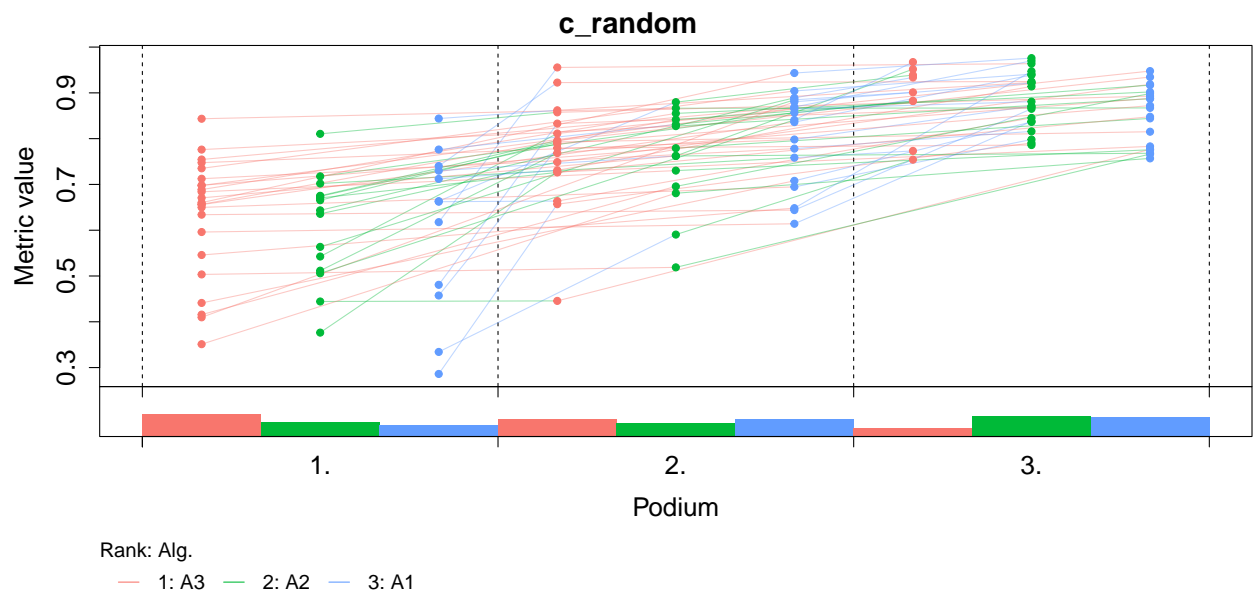 c_random
Metric value
0.9
0.7
0.5
0.3
1. 2. 3.
Podium
Rank: Alg.
1: A3 2: A2 3: A1